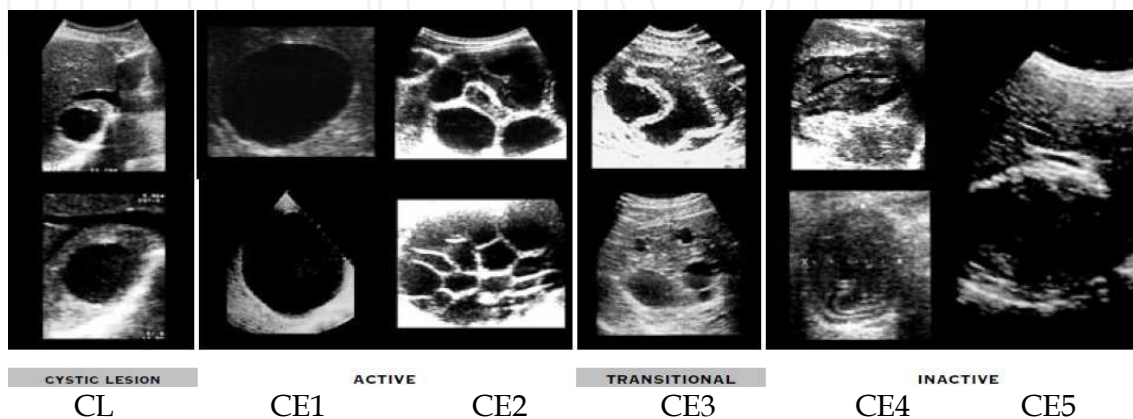 CYSTIC LESION ACTIVE TRANSITIONAL INACTIVE
CL CE1 CE2 CE3 CE4 CE5